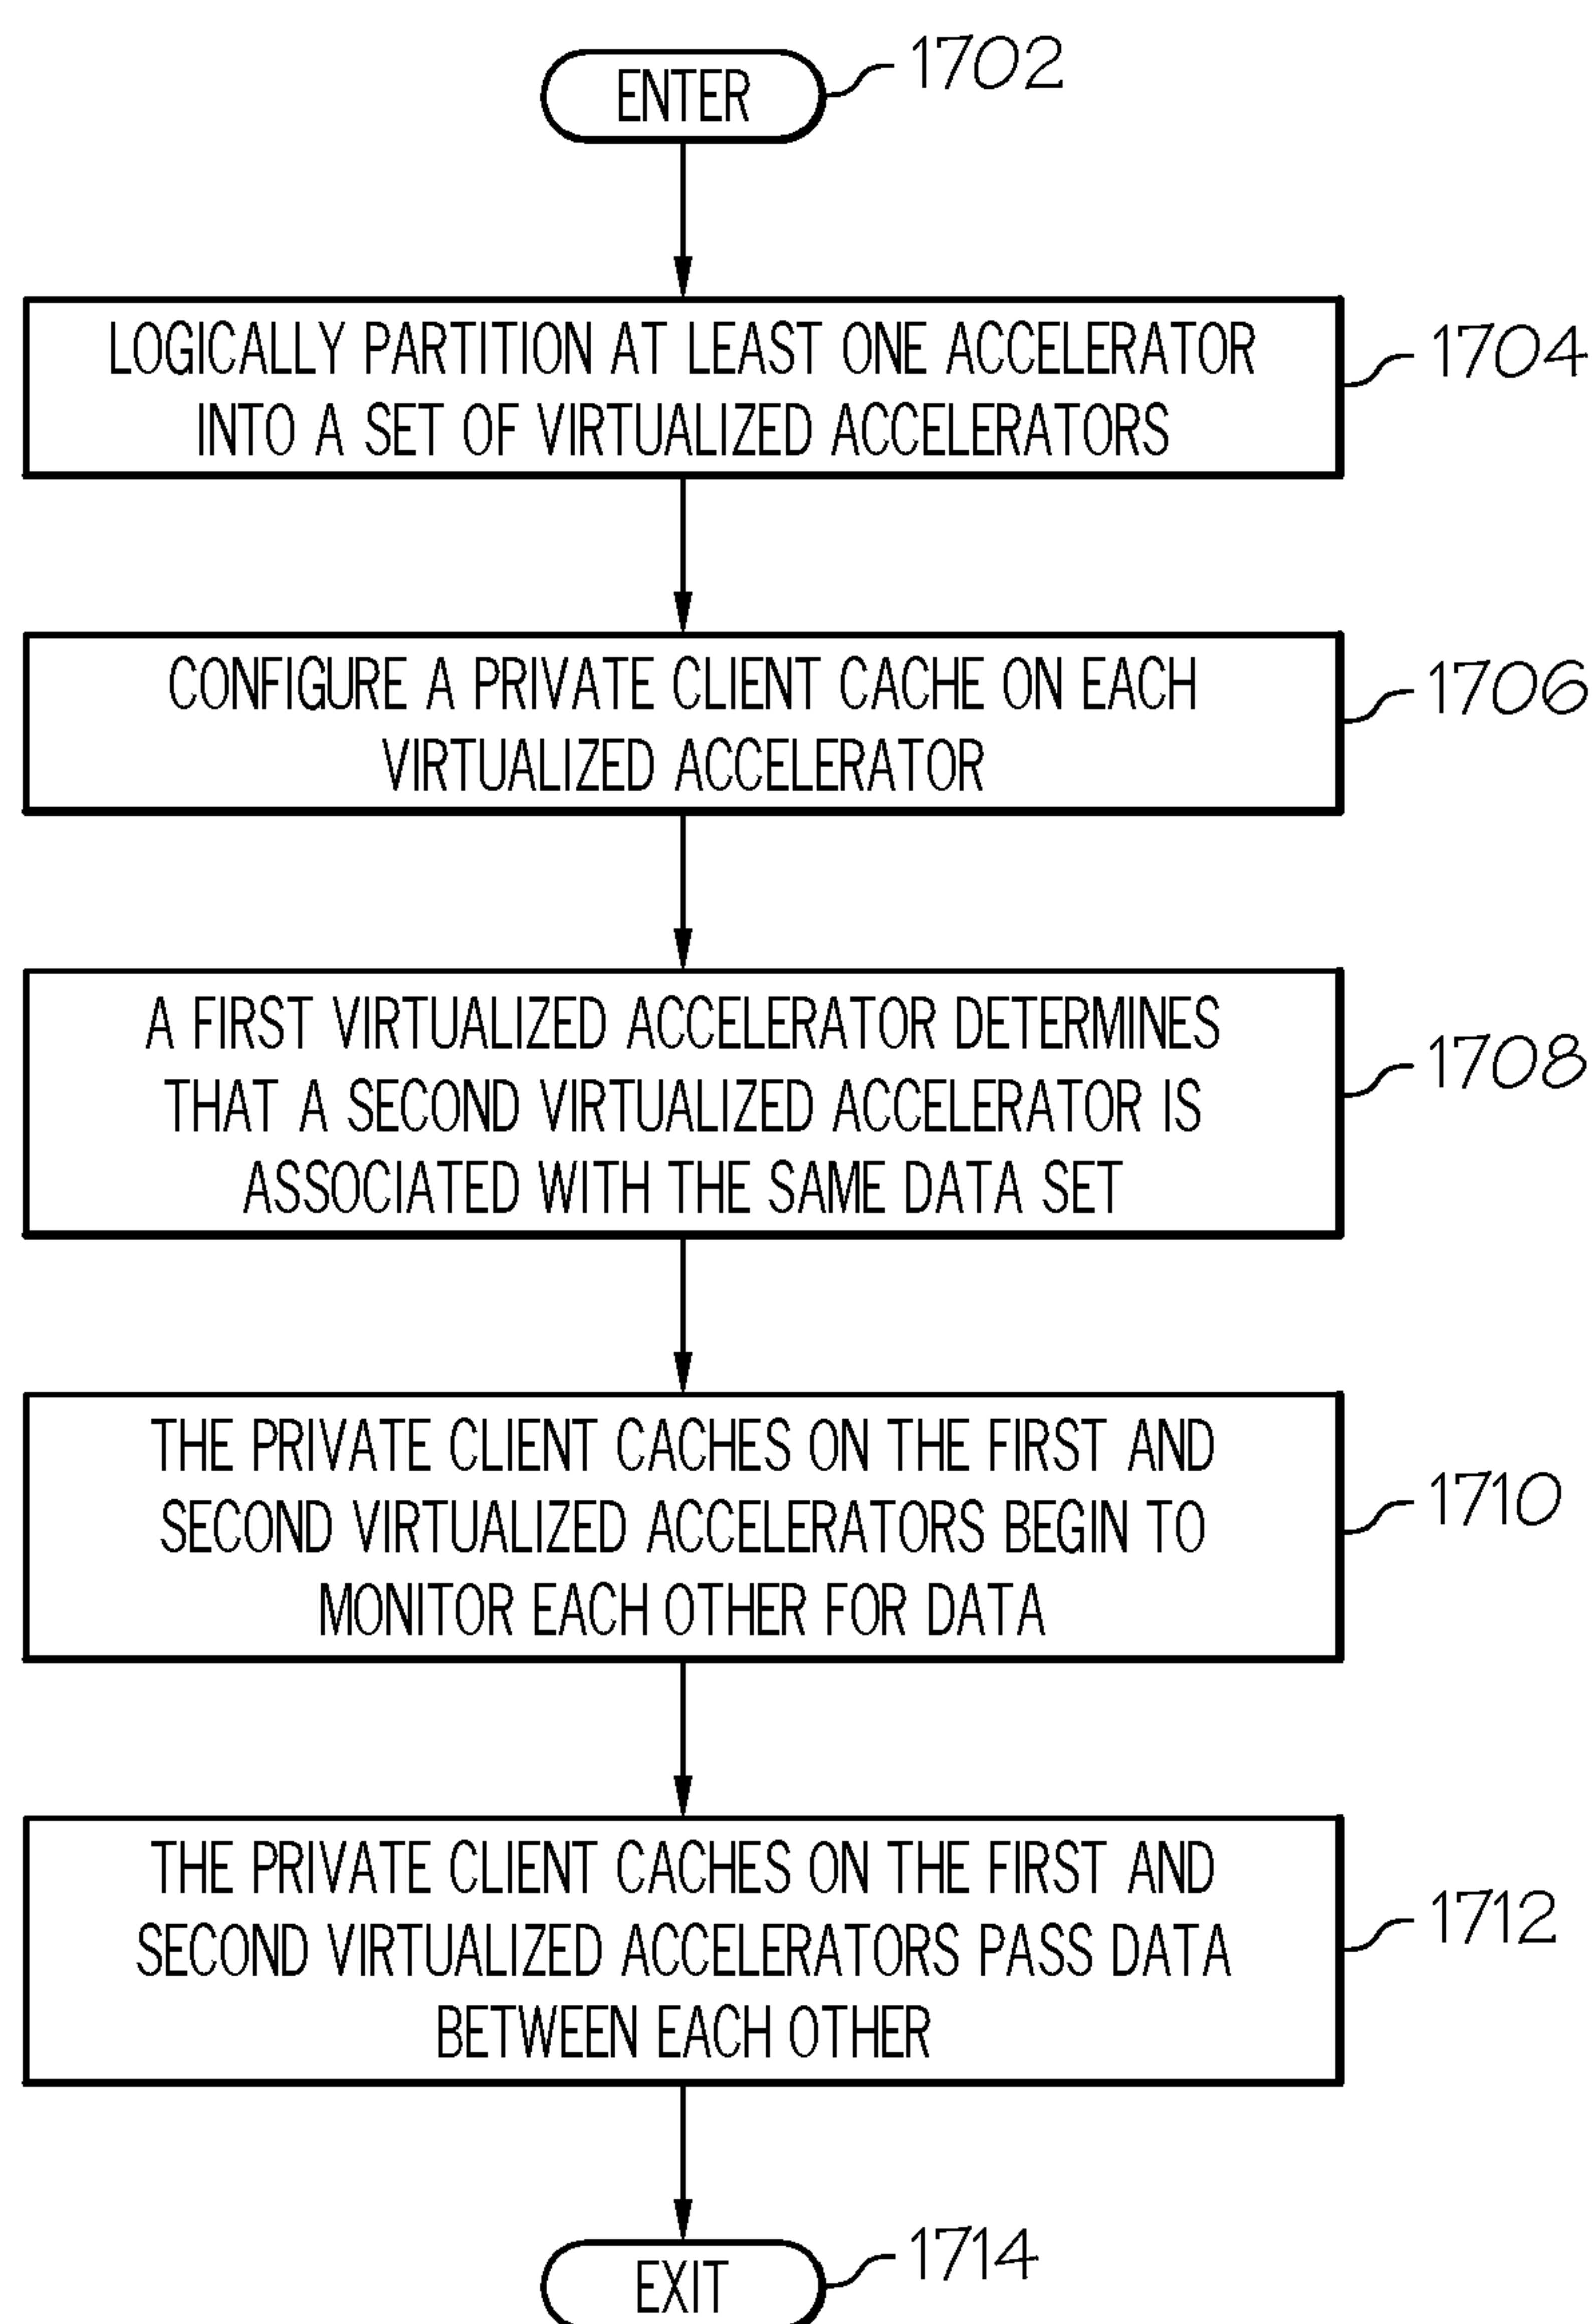 ENTER
1702
LOGICALLY PARTITION AT LEAST ONE ACCELERATOR
INTO A SET OF VIRTUALIZED ACCELERATORS
1704
CONFIGURE A PRIVATE CLIENT CACHE ON EACH
VIRTUALIZED ACCELERATOR
1706
A FIRST VIRTUALIZED ACCELERATOR DETERMINES
THAT A SECOND VIRTUALIZED ACCELERATOR IS
ASSOCIATED WITH THE SAME DATA SET
1708
THE PRIVATE CLIENT CACHES ON THE FIRST AND
SECOND VIRTUALIZED ACCELERATORS BEGIN TO
MONITOR EACH OTHER FOR DATA
1710
THE PRIVATE CLIENT CACHES ON THE FIRST AND
SECOND VIRTUALIZED ACCELERATORS PASS DATA
BETWEEN EACH OTHER
1712
EXIT
1714